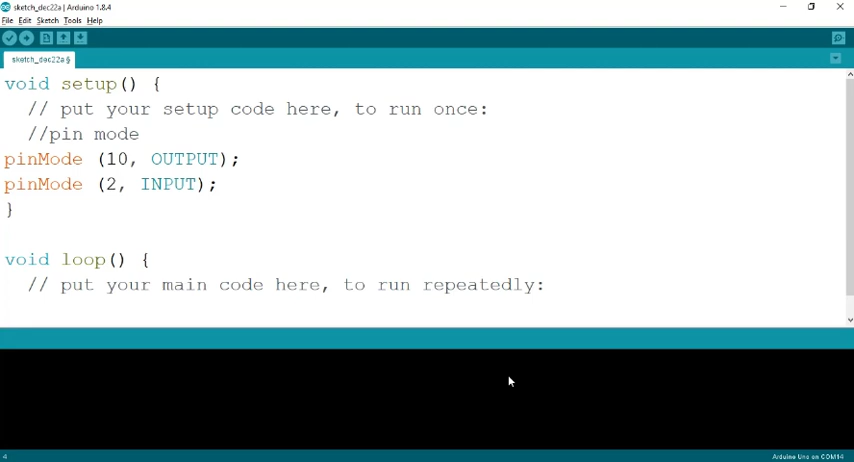 sketch_dec22a | Arduino 1.8.4
File Edit Sketch Tools Help
sketch_dec22a §
void setup() {
  // put your setup code here, to run once:
  //pin mode
pinMode (10, OUTPUT);
pinMode (2, INPUT);
}
void loop() {
  // put your main code here, to run repeatedly:
4
Arduino Uno on COM14